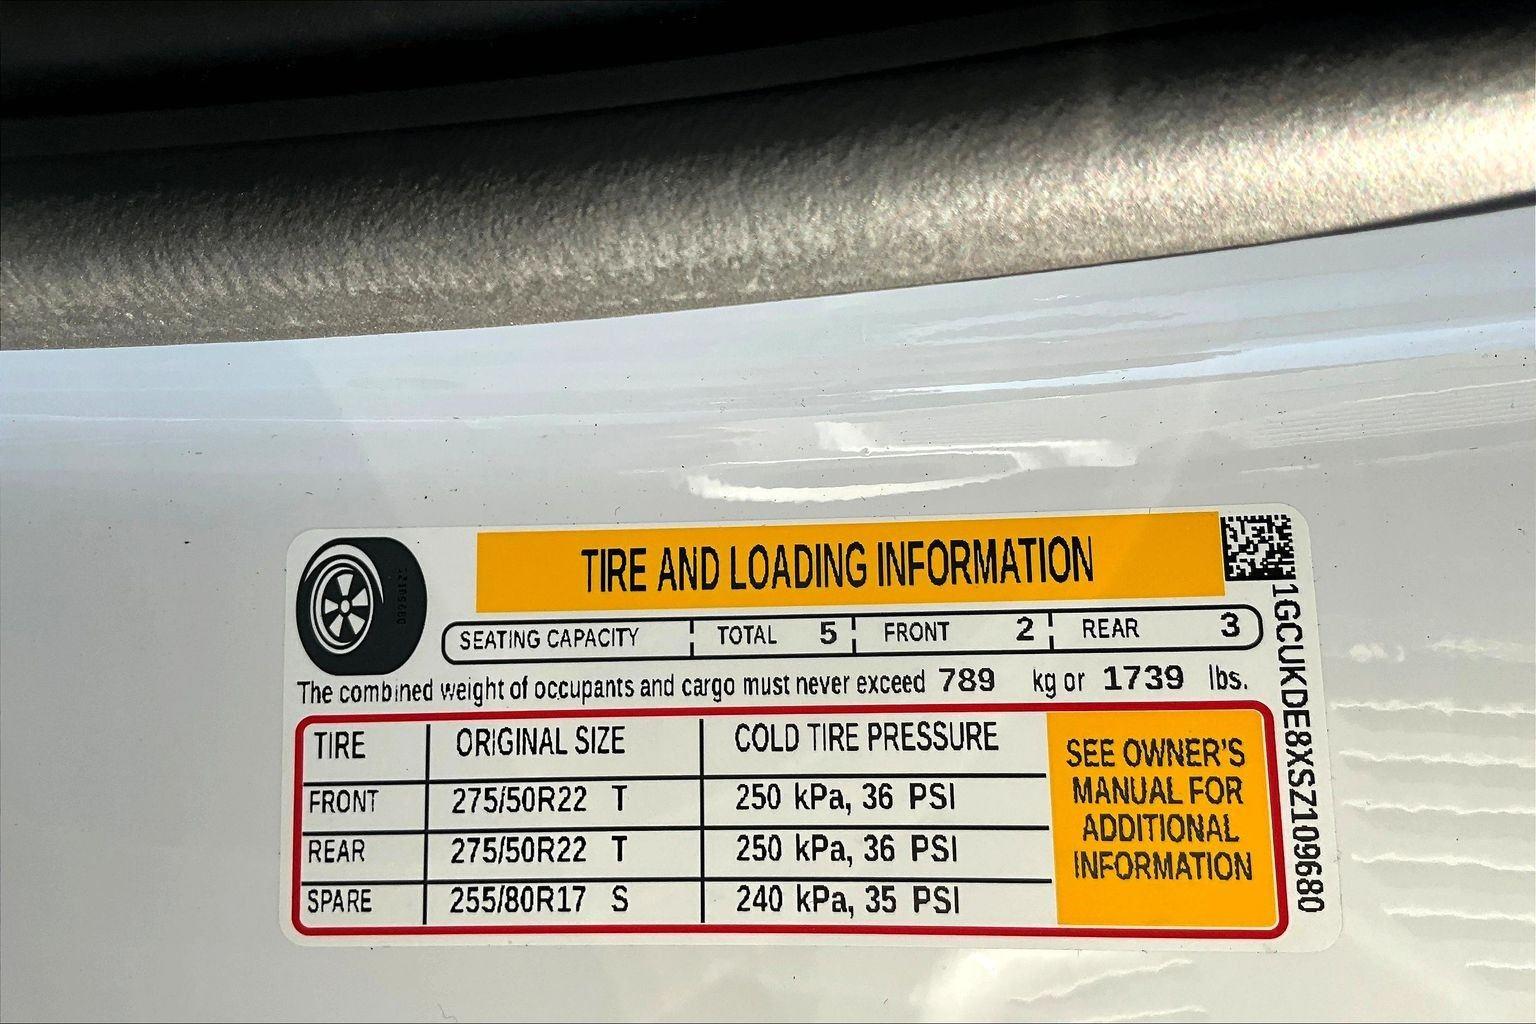 TIRE AND LOADING INFORMATION
SEATING CAPACITY TOTAL 5 FRONT 2 REAR 3
The combined weight of occupants and cargo must never exceed 789 kg or 1739 lbs.
TIRE ORIGINAL SIZE COLD TIRE PRESSURE
FRONT 275/50R22 T 250 kPa, 36 PSI
REAR 275/50R22 T 250 kPa, 36 PSI
SPARE 255/80R17 S 240 kPa, 35 PSI
SEE OWNER'S
MANUAL FOR
ADDITIONAL
INFORMATION
1GCUKDE8XSZ109680